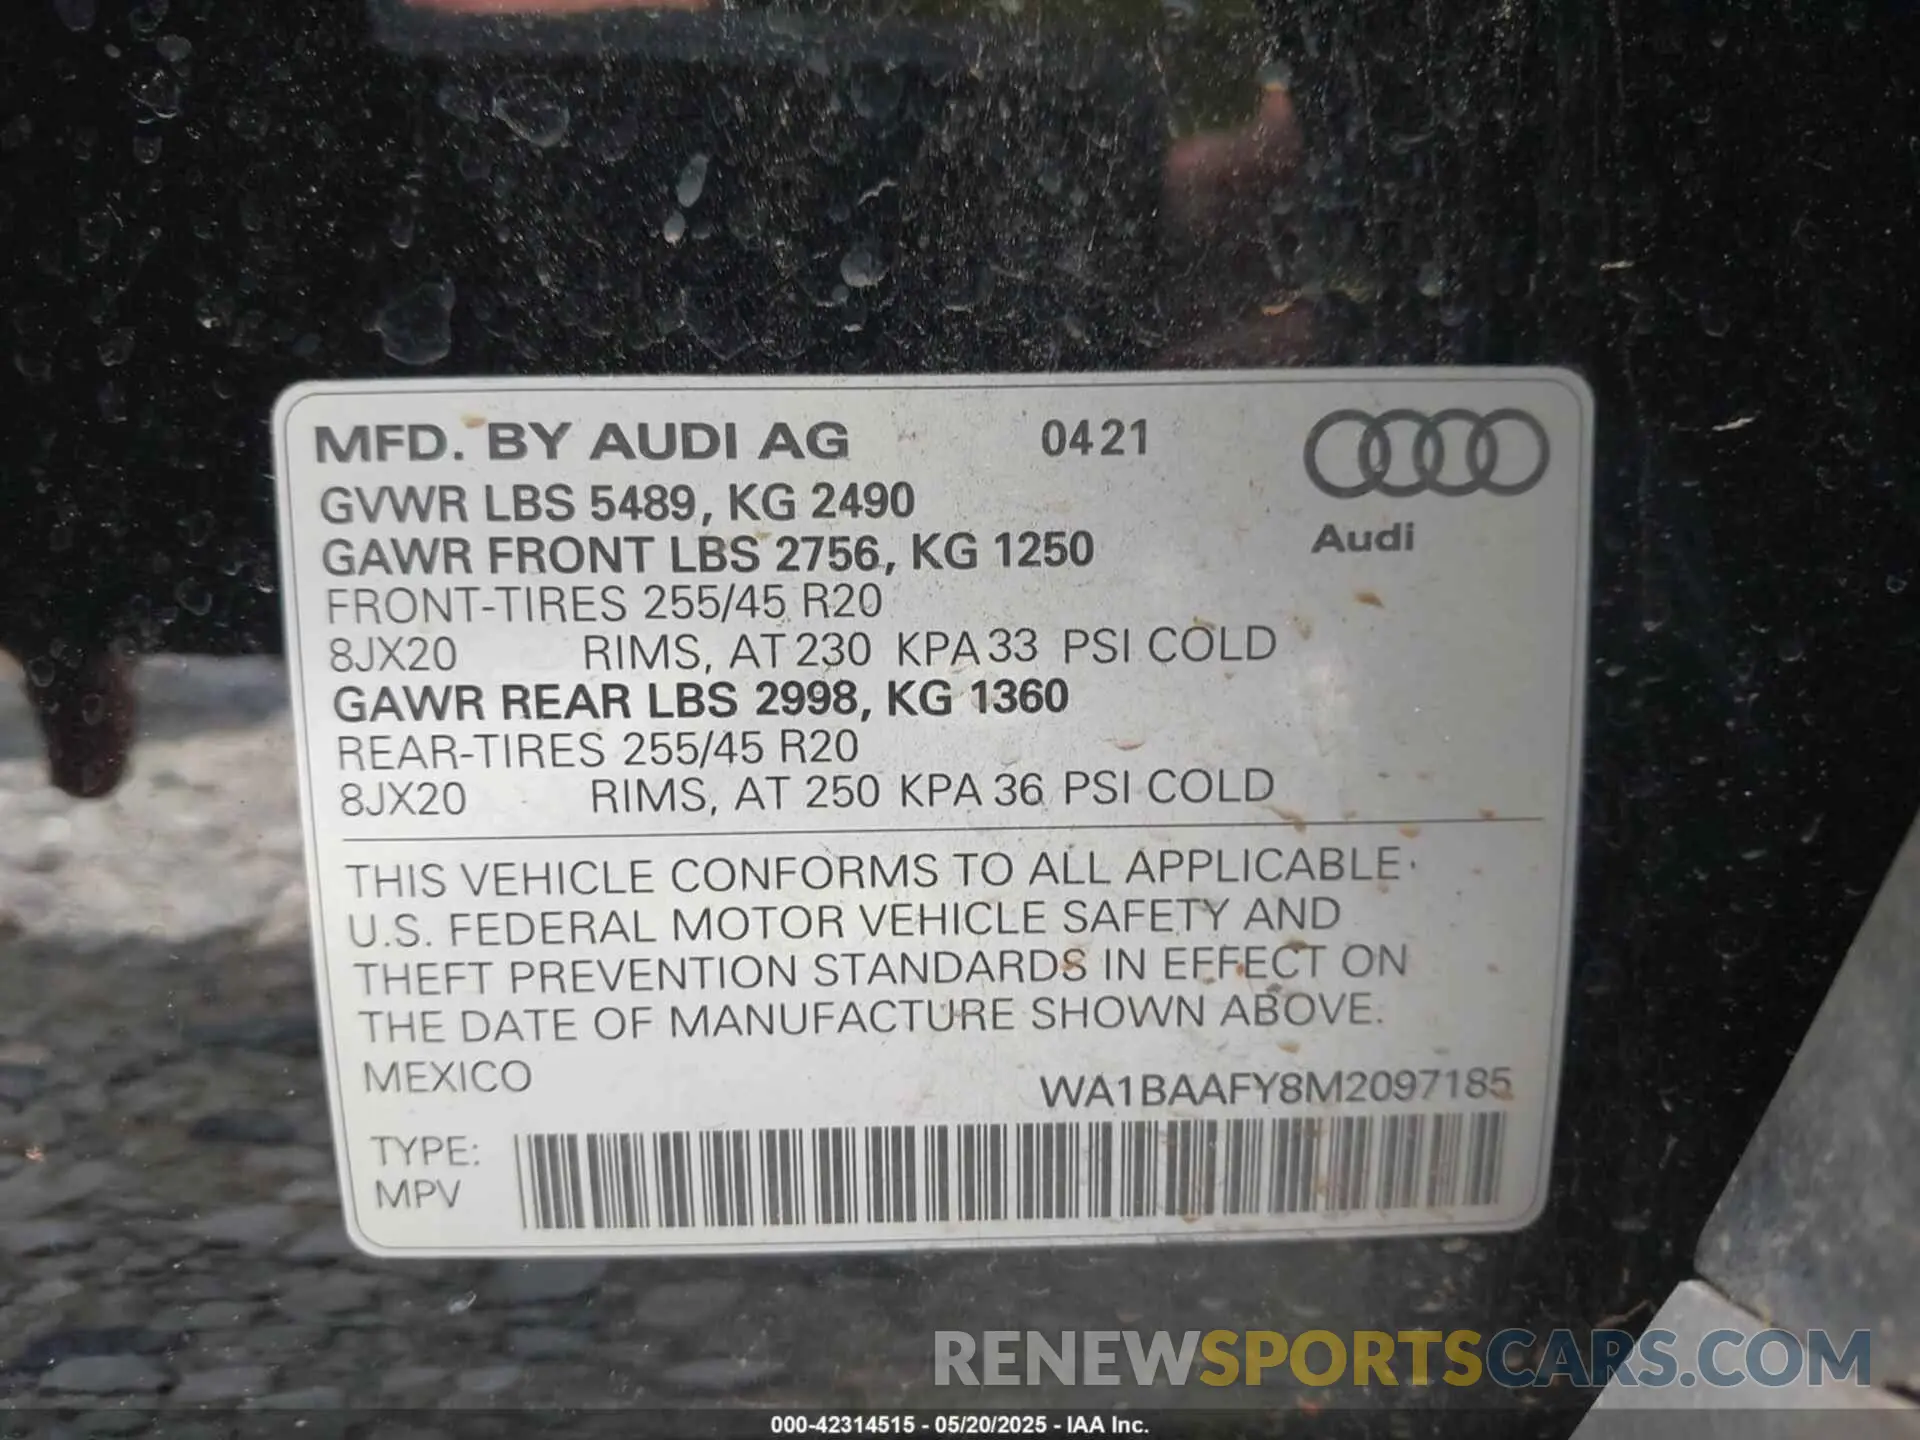 MFD. BY AUDI AG 04 21
GVWR LBS 5489, KG 2490
GAWR FRONT LBS 2756, KG 1250
Audi
FRONT-TIRES 255/45 R20
8JX20 RIMS, AT 230 KPA 33 PSI COLD
GAWR REAR LBS 2998, KG 1360
REAR-TIRES 255/45 R20
8JX20 RIMS, AT 250 KPA 36 PSI COLD
THIS VEHICLE CONFORMS TO ALL APPLICABLE
U.S. FEDERAL MOTOR VEHICLE SAFETY AND
THEFT PREVENTION STANDARDS IN EFFECT ON
THE DATE OF MANUFACTURE SHOWN ABOVE.
MEXICO WA1BAAFY8M2097185
TYPE:
MPV
RENEWSPORTSCARS.COM
000-42314515 - 05/20/2025 - IAA Inc.